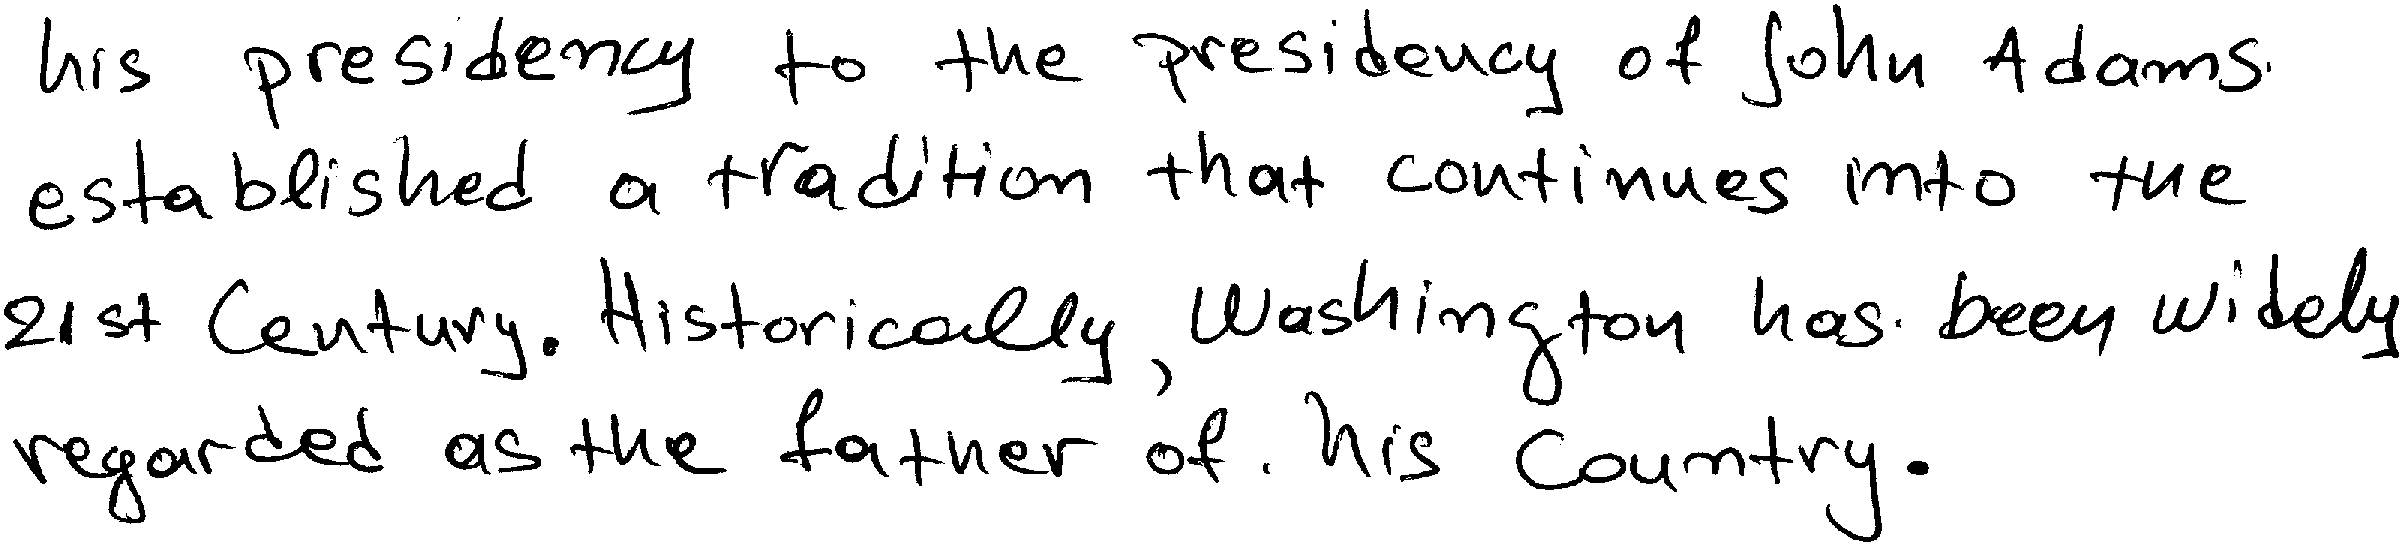 his presidency to the presidency of John Adams
established a tradition that continues into the
21st Century. Historically, Washington has been widely
regarded as the father of his Country.